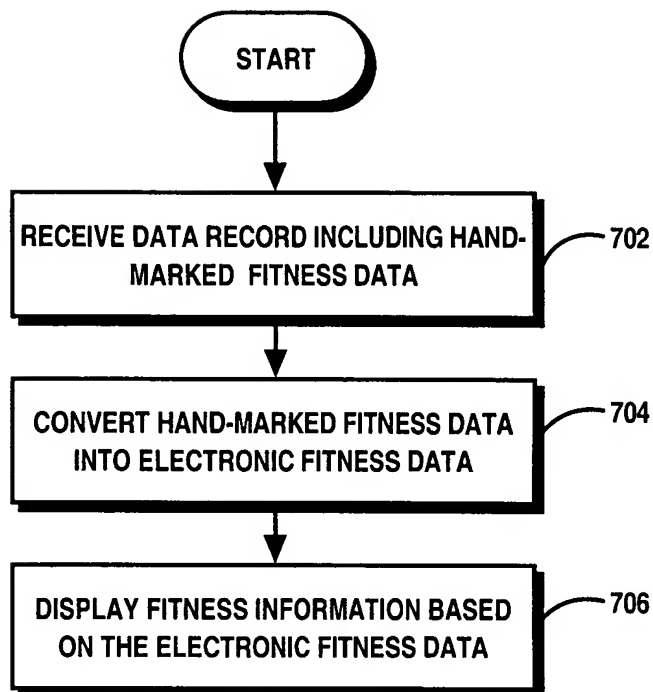 START
RECEIVE DATA RECORD INCLUDING HAND-
MARKED FITNESS DATA
702
CONVERT HAND-MARKED FITNESS DATA
INTO ELECTRONIC FITNESS DATA
704
DISPLAY FITNESS INFORMATION BASED
ON THE ELECTRONIC FITNESS DATA
706